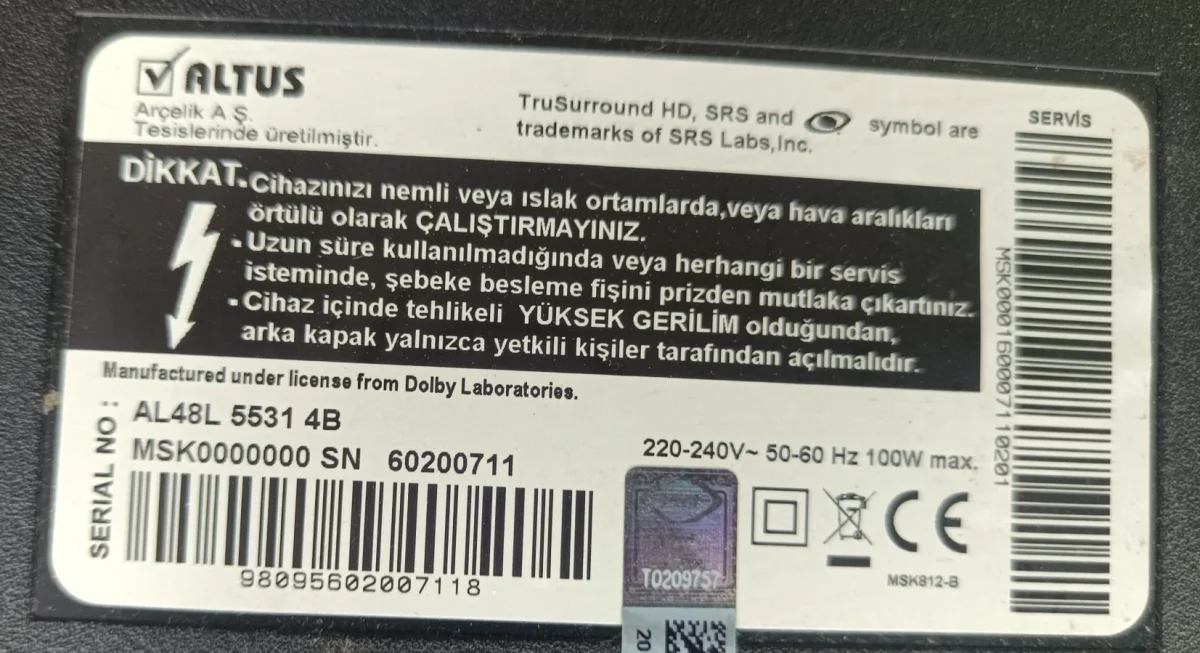 ALTUS
Arçelik A.Ş.
Tesislerinde üretilmiştir.
TruSurround HD, SRS and symbol are
trademarks of SRS Labs,Inc.
SERVİS
DİKKAT
▪Cihazınızı nemli veya ıslak ortamlarda,veya hava aralıkları
örtülü olarak ÇALIŞTIRMAYINIZ.
▪Uzun süre kullanılmadığında veya herhangi bir servis
isteminde, şebeke besleme fişini prizden mutlaka çıkartınız.
▪Cihaz içinde tehlikeli YÜKSEK GERİLİM olduğundan,
arka kapak yalnızca yetkili kişiler tarafından açılmalıdır.
Manufactured under license from Dolby Laboratories.
SERIAL NO :
AL48L 5531 4B
MSK0000000 SN 60200711
98095602007118
220-240V~ 50-60 Hz 100W max.
CE
T0209757
20
MSK812-B